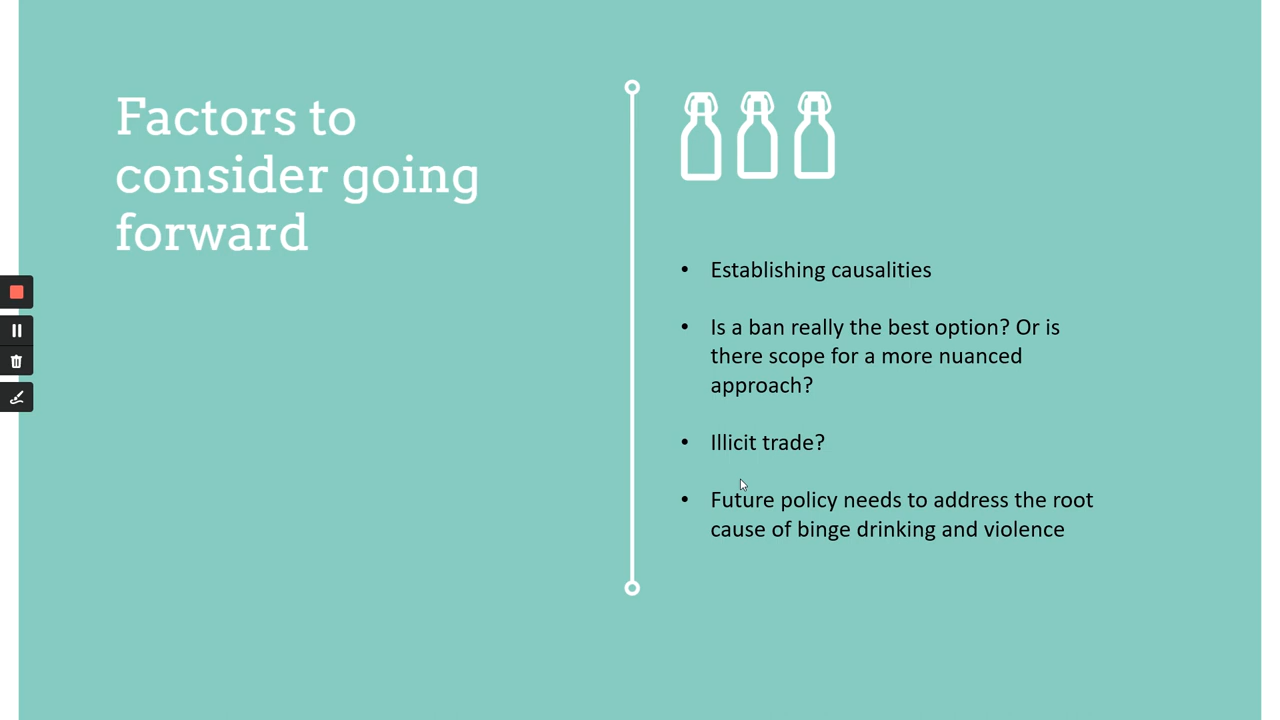 Factors to
consider going
forward
• Establishing causalities
• Is a ban really the best option? Or is
there scope for a more nuanced
approach?
• Illicit trade?
• Future policy needs to address the root
cause of binge drinking and violence